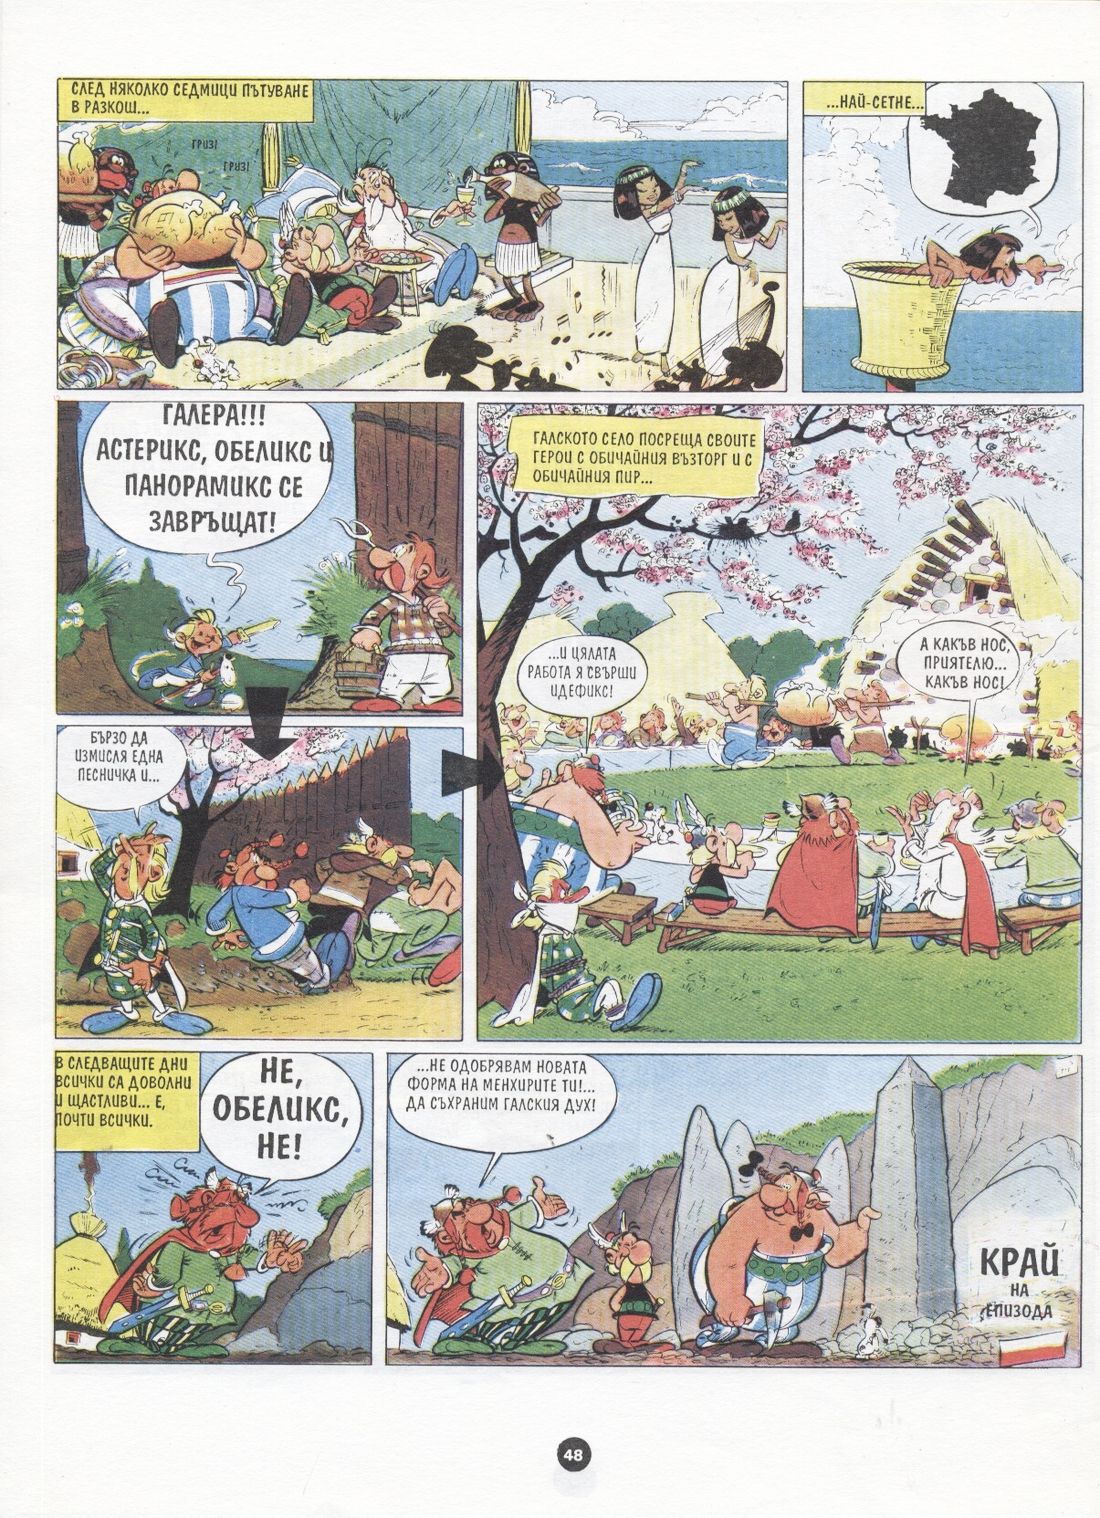 СЛЕД НЯКОЛКО СЕДМИЦИ ПЪТУВАНЕ
В РАЗКОШ...
ГРИЗ!
ГРИЗ!
...НАЙ-СЕТНЕ...
ГАЛЕРА!!!
АСТЕРИКС, ОБЕЛИКС И
ПАНОРАМИКС СЕ
ЗАВРЪЩАТ!
БЪРЗО ДА
ИЗМИСЛЯ ЕДНА
ПЕСНИЧКА И...
ГАЛСКОТО СЕЛО ПОСРЕЩА СВОИТЕ
ГЕРОИ С ОБИЧАЙНИЯ ВЪЗТОРГ И С
ОБИЧАЙНИЯ ПИР...
...И ЦЯЛАТА
РАБОТА Я СВЪРШИ
ИДЕФИКС!
А КАКЪВ НОС,
ПРИЯТЕЛЮ...
КАКЪВ НОС!
В СЛЕДВАЩИТЕ ДНИ
ВСИЧКИ СА ДОВОЛНИ
И ЩАСТЛИВИ... Е,
ПОЧТИ ВСИЧКИ.
НЕ,
ОБЕЛИКС,
НЕ!
...НЕ ОДОБРЯВАМ НОВАТА
ФОРМА НА МЕНХИРИТЕ ТИ!...
ДА СЪХРАНИМ ГАЛСКИЯ ДУХ!
КРАЙ
НА
ЕПИЗОДА
48